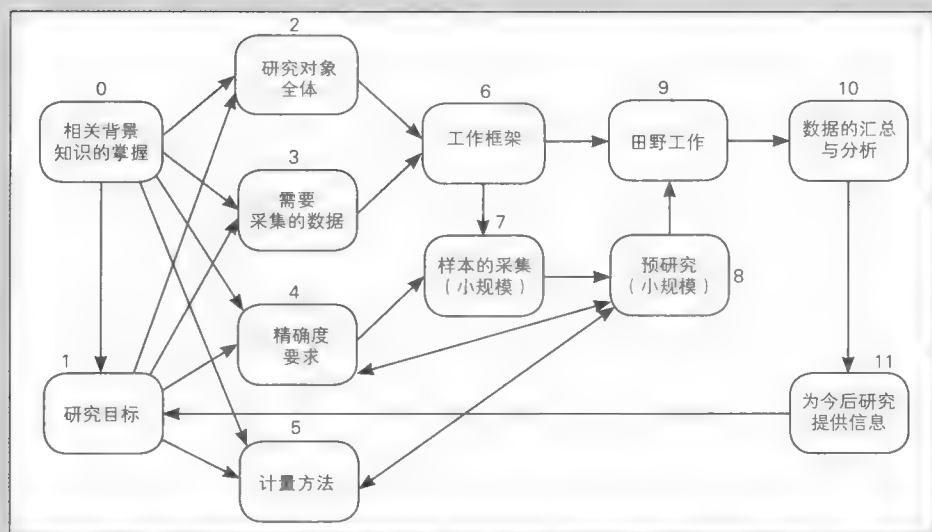 0
相关背景
知识的掌握
1
研究目标
2
研究对象
全体
3
需要
采集的数据
4
精确度
要求
5
计量方法
6
工作框架
7
样本的采集
(小规模)
8
预研究
(小规模)
9
田野工作
10
数据的汇总
与分析
11
为今后研究
提供信息